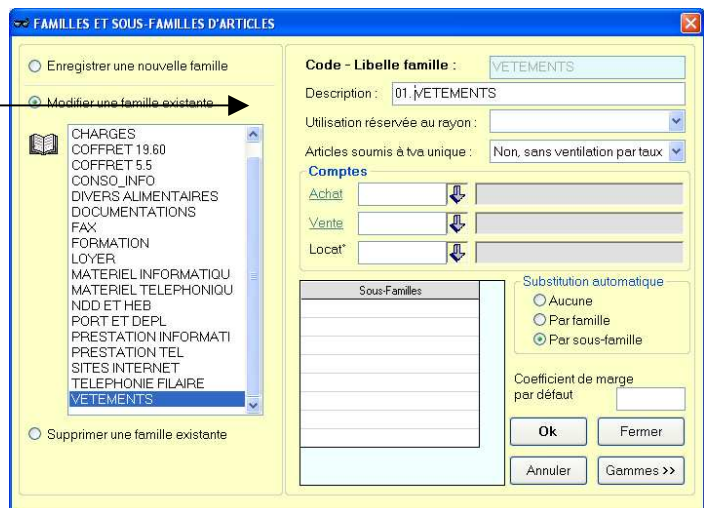 FAMILLES ET SOUS-FAMILLES D'ARTICLES
Enregistrer une nouvelle famille
Modifier une famille existante
CHARGES
COFFRET 19.60
COFFRET 5.5
CONSO_INFO
DIVERS ALIMENTAIRES
DOCUMENTATIONS
FAX
FORMATION
LOYER
MATERIEL INFORMATIQU
MATERIEL TELEPHONIQU
NDD ET HEB
PORT ET DEPL
PRESTATION INFORMATI
PRESTATION TEL
SITES INTERNET
TELEPHONIE FILAIRE
VETEMENTS
Supprimer une famille existante
Code - Libelle famille : VETEMENTS
Description : 01. VETEMENTS
Utilisation réservée au rayon :
Articles soumis à tva unique : Non, sans ventilation par taux
Comptes
Achat
Vente
Locat°
Sous-Familles
Substitution automatique
Aucune
Par famille
Par sous-famille
Coefficient de marge
par défaut
Ok Fermer
Annuler Gammes >>